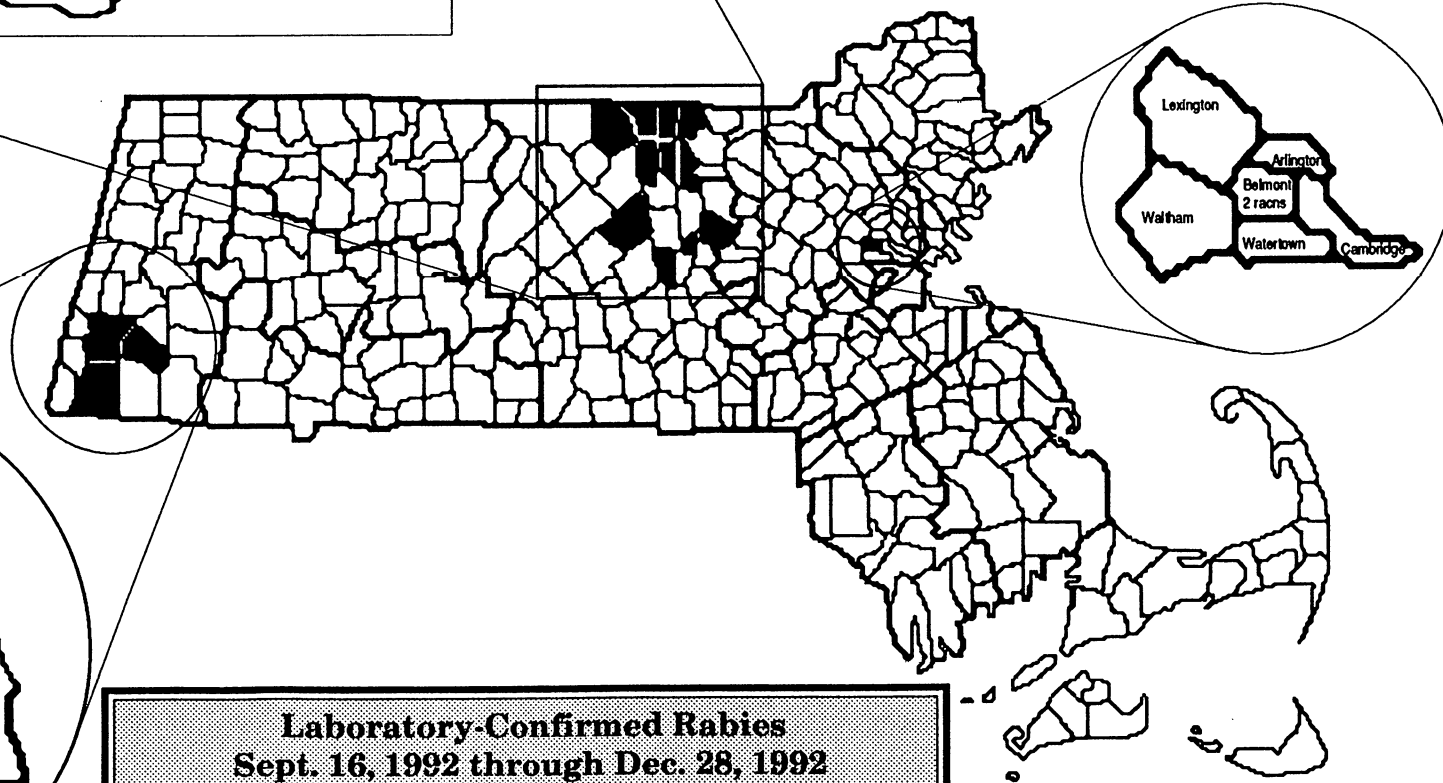 Lexington
Arlington
Belmont
2 racns
Waltham
Watertown
Cambridge
Laboratory-Confirmed Rabies
Sept. 16, 1992 through Dec. 28, 1992